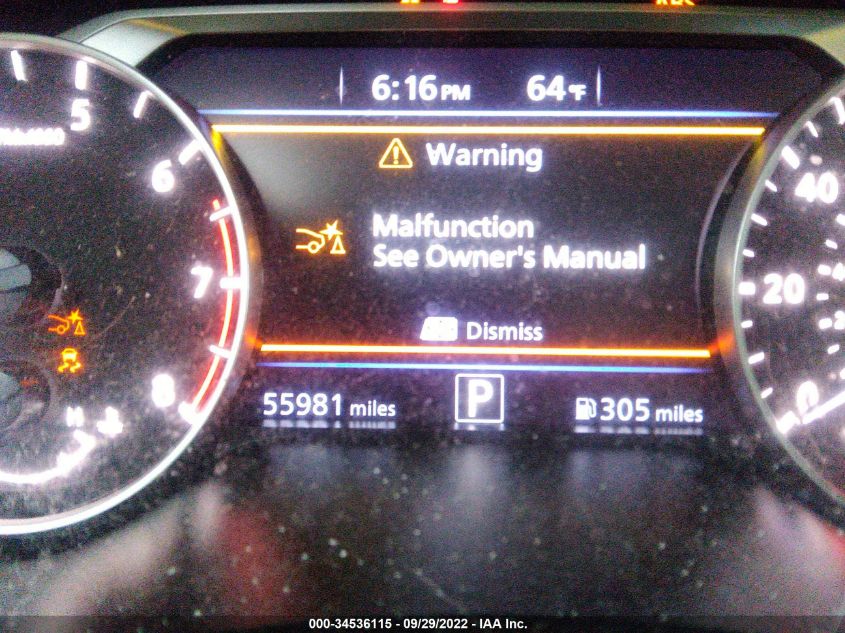 6:16 PM 64°F
Warning
Malfunction
See Owner's Manual
Dismiss
55981 miles P 305 miles
5
6
7
8
H
40
20
0
000-34536115 - 09/29/2022 - IAA Inc.